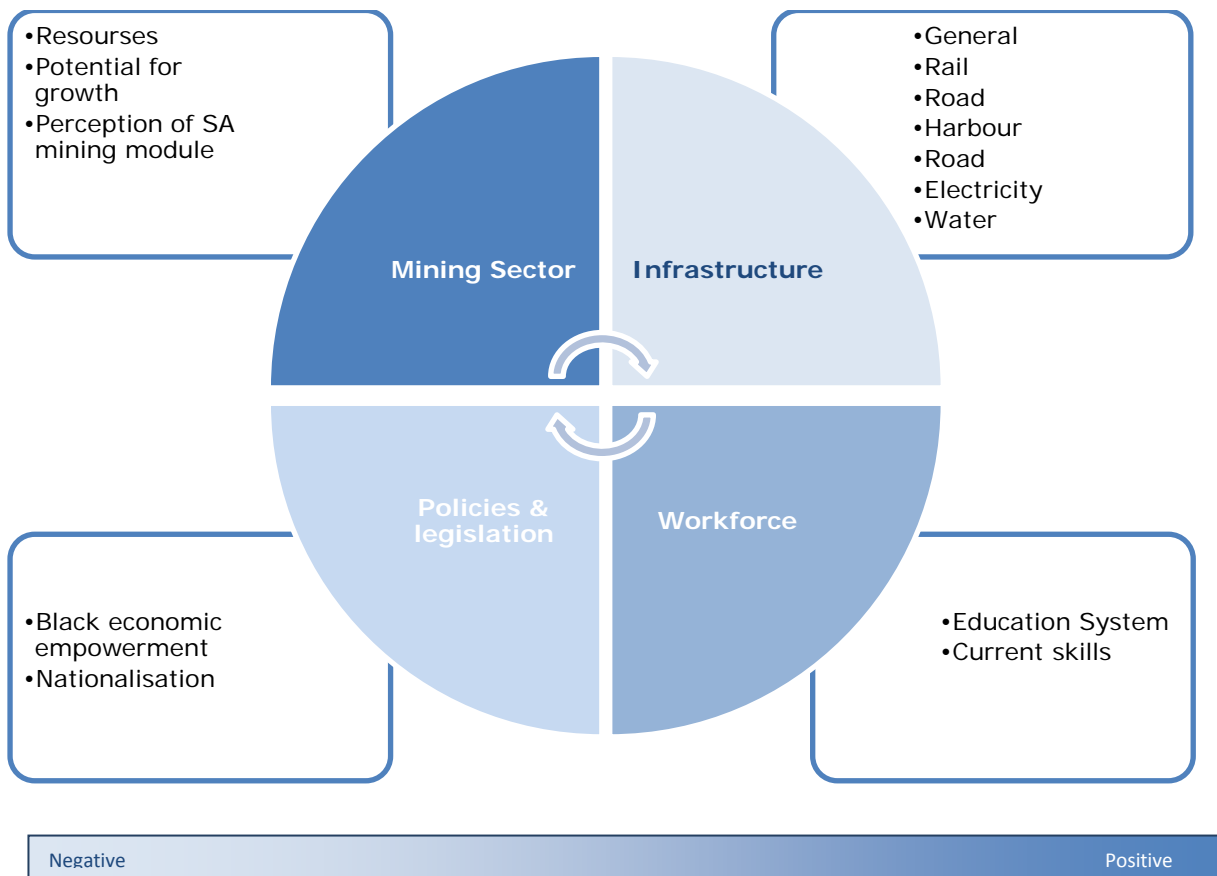 •Resourses
•Potential for
growth
•Perception of SA
mining module
•General
•Rail
•Road
•Harbour
•Road
•Electricity
•Water
Mining Sector
Infrastructure
Policies &
legislation
Workforce
•Black economic
empowerment
•Nationalisation
•Education System
•Current skills
Negative
Positive